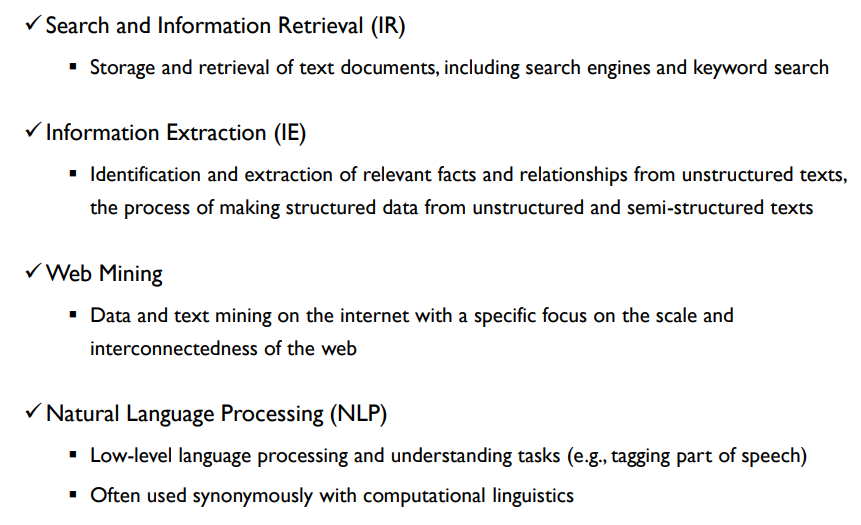 ✓ Search and Information Retrieval (IR)
▪ Storage and retrieval of text documents, including search engines and keyword search
✓ Information Extraction (IE)
▪ Identification and extraction of relevant facts and relationships from unstructured texts,
the process of making structured data from unstructured and semi-structured texts
✓ Web Mining
▪ Data and text mining on the internet with a specific focus on the scale and
interconnectedness of the web
✓ Natural Language Processing (NLP)
▪ Low-level language processing and understanding tasks (e.g., tagging part of speech)
▪ Often used synonymously with computational linguistics